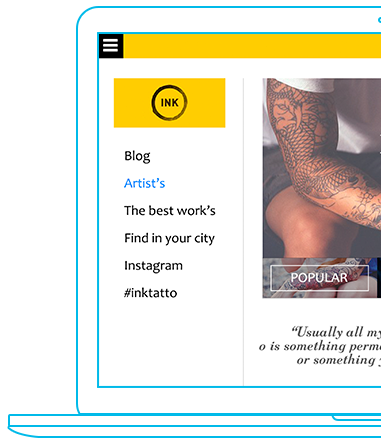 INK
Blog
Artist's
The best work's
Find in your city
Instagram
#inktatto
POPULAR
"Usually all my
o is something perma
or something